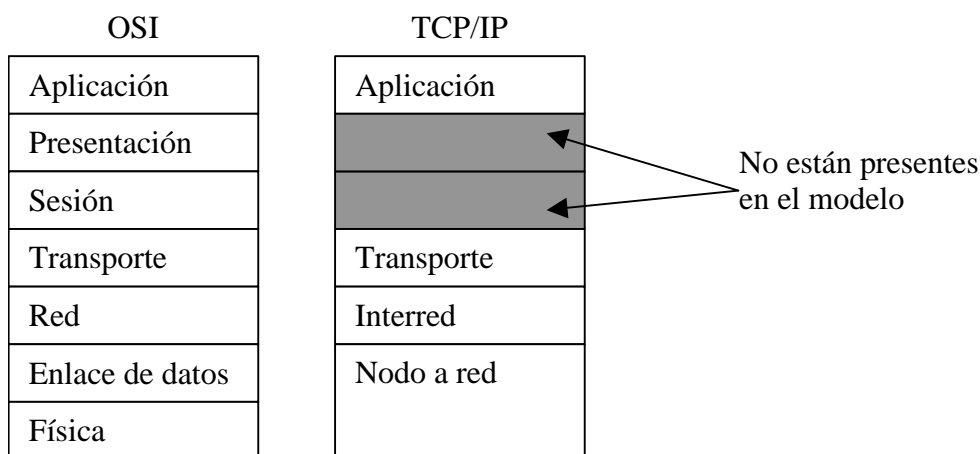 OSI
TCP/IP
Aplicación
Presentación
Sesión
Transporte
Red
Enlace de datos
Física
Aplicación
Transporte
Interred
Nodo a red
No están presentes
en el modelo